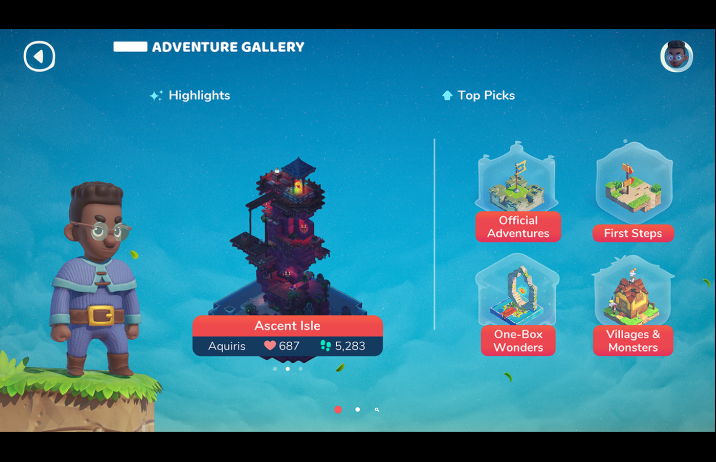 ADVENTURE GALLERY
Highlights
Top Picks
Ascent Isle
Aquiris 687 5,283
Official
Adventures
First Steps
One-Box
Wonders
Villages &
Monsters